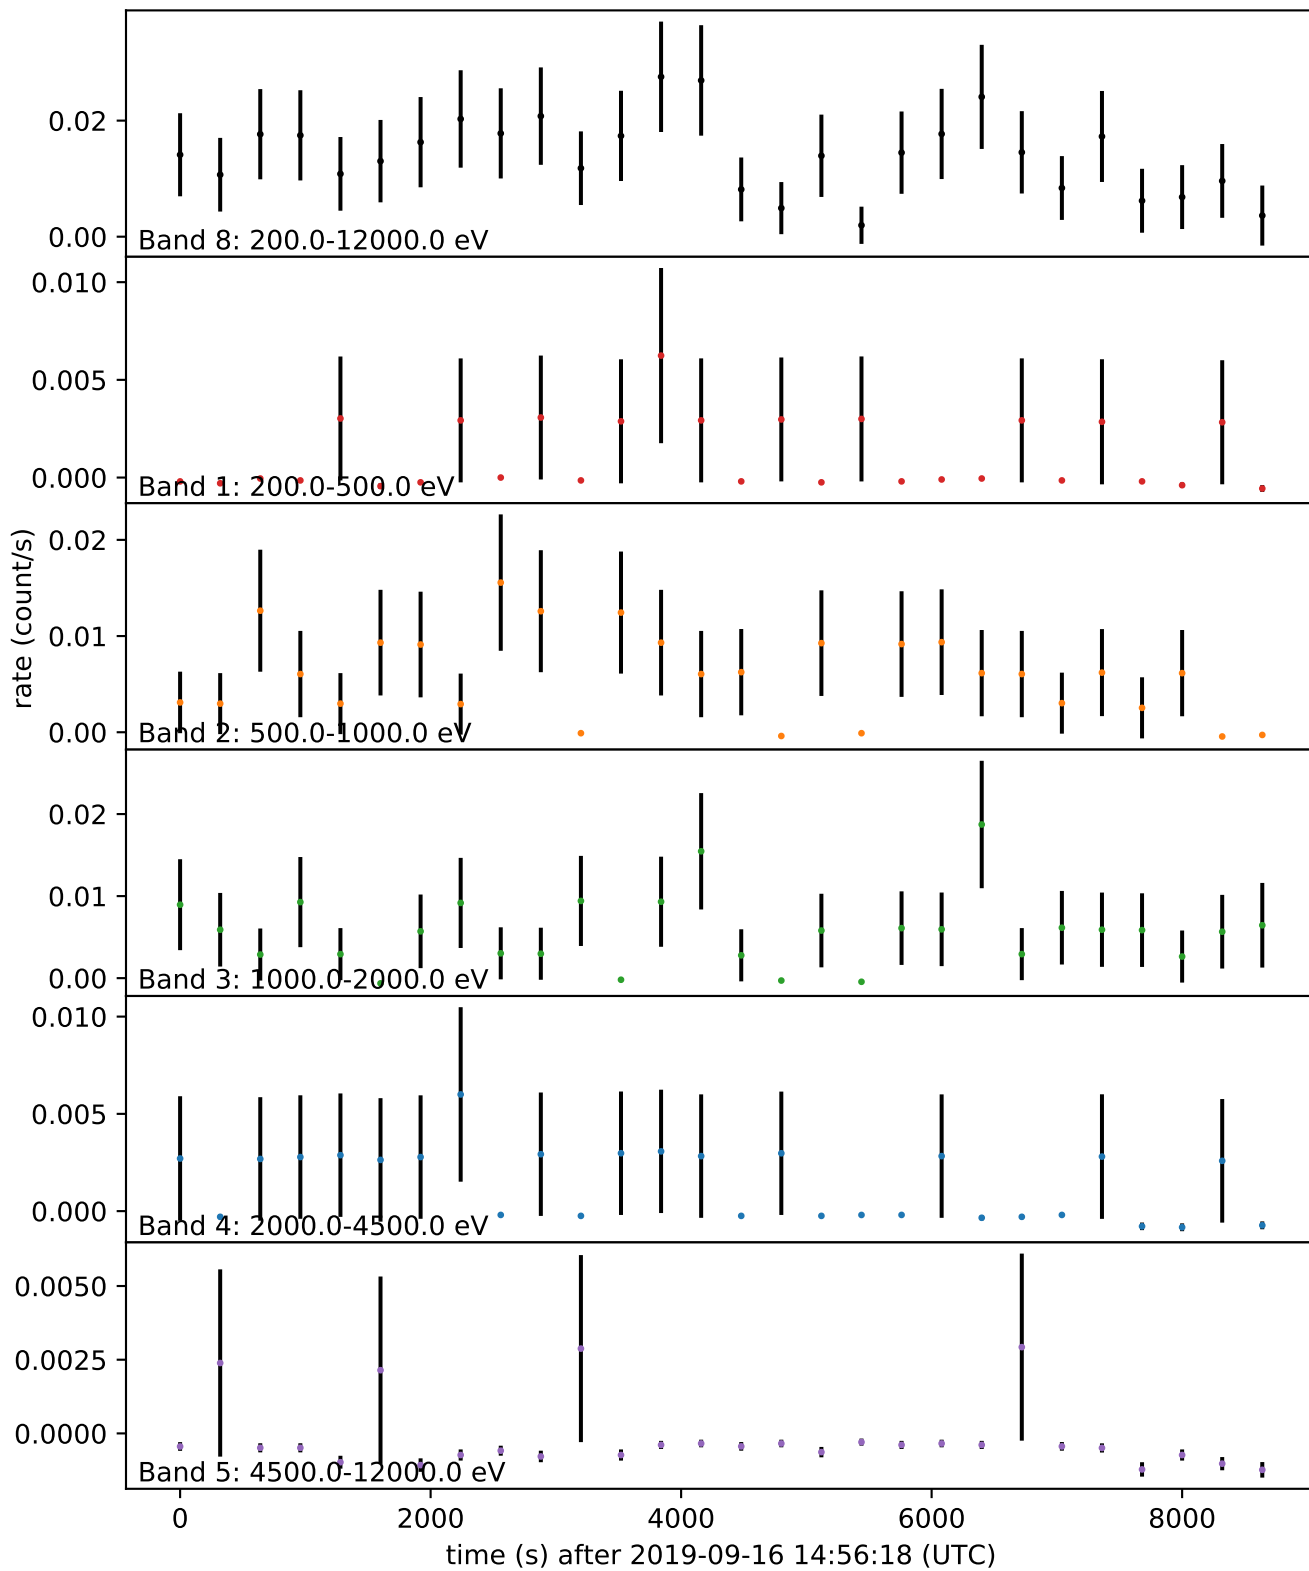 0.02
0.00
Band 8: 200.0-12000.0 eV
0.010
0.005
0.000
Band 1: 200.0-500.0 eV
rate (count/s)
0.02
0.01
0.00
Band 2: 500.0-1000.0 eV
0.02
0.01
0.00
Band 3: 1000.0-2000.0 eV
0.010
0.005
0.000
Band 4: 2000.0-4500.0 eV
0.0050
0.0025
0.0000
Band 5: 4500.0-12000.0 eV
0 2000 4000 6000 8000
time (s) after 2019-09-16 14:56:18 (UTC)